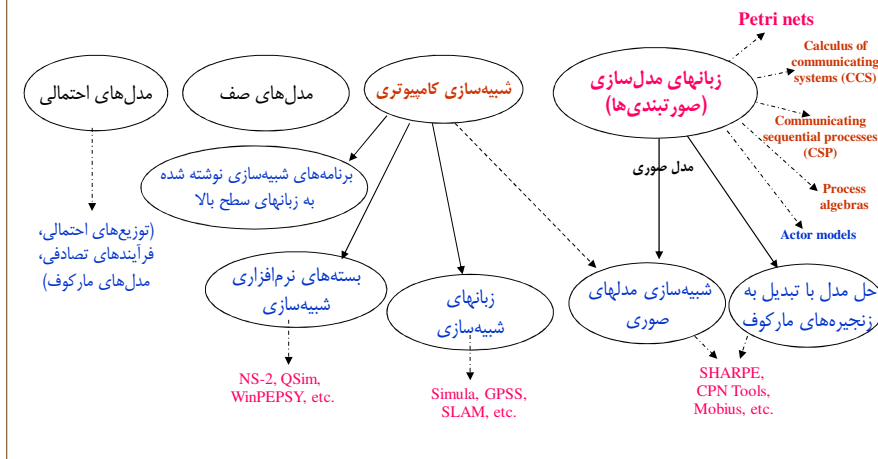 Petri nets
Calculus of
communicating
systems (CCS)
زبانهای مدل‌سازی
(صورتبندی‌ها)
شبیه‌سازی کامپیوتری
مدل‌های صف
مدل‌های احتمالی
Communicating
sequential processes
(CSP)
مدل صوری
برنامه‌های شبیه‌سازی نوشته شده
به زبانهای سطح بالا
Process
algebras
Actor models
(توزیع‌های احتمالی،
فرآیندهای تصادفی،
مدل‌های مارکوف)
حل مدل با تبدیل به
زنجیره‌های مارکوف
شبیه‌سازی مدلهای
صوری
زبانهای
شبیه‌سازی
بسته‌های نرم‌افزاری
شبیه‌سازی
NS-2, QSim,
WinPEPSY, etc.
Simula, GPSS,
SLAM, etc.
SHARPE,
CPN Tools,
Mobius, etc.